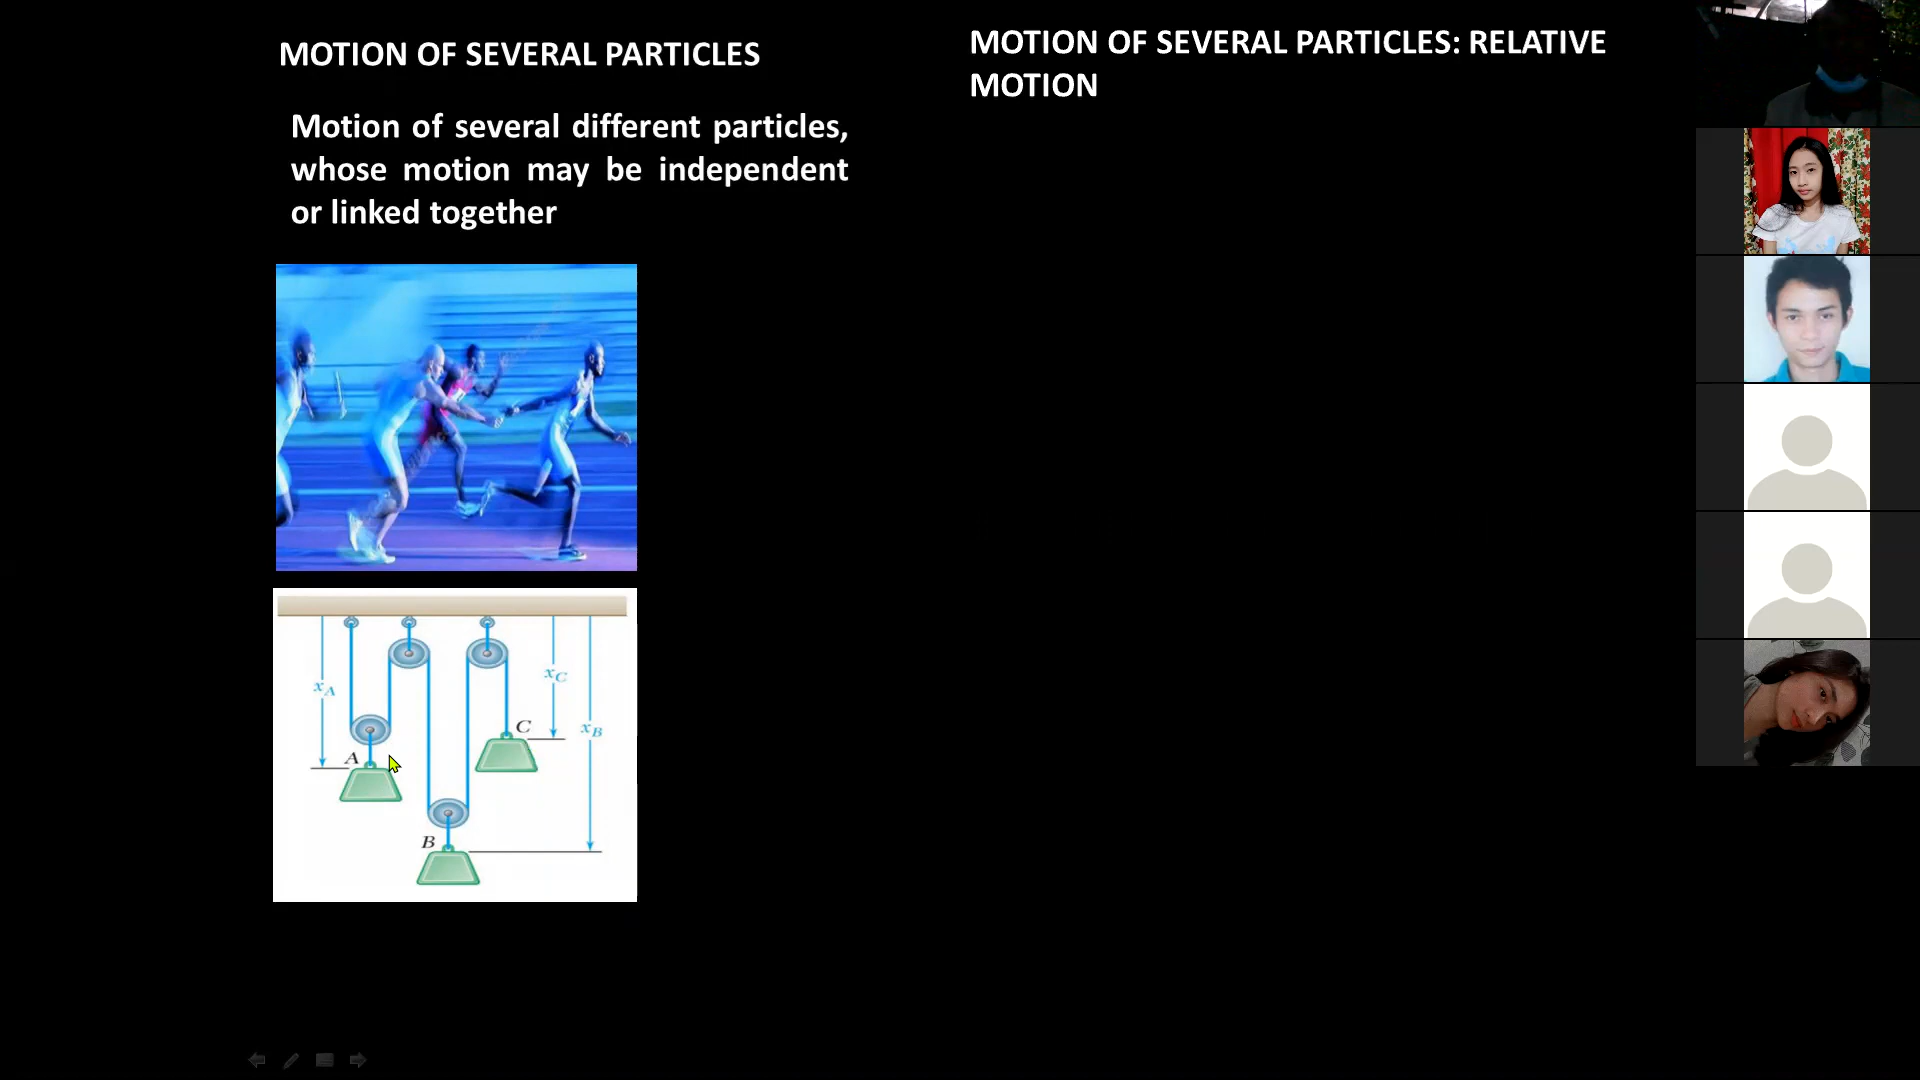 MOTION OF SEVERAL PARTICLES
Motion of several different particles,
whose motion may be independent
or linked together
x_A
A
B
C
x_C
x_B
MOTION OF SEVERAL PARTICLES: RELATIVE
MOTION